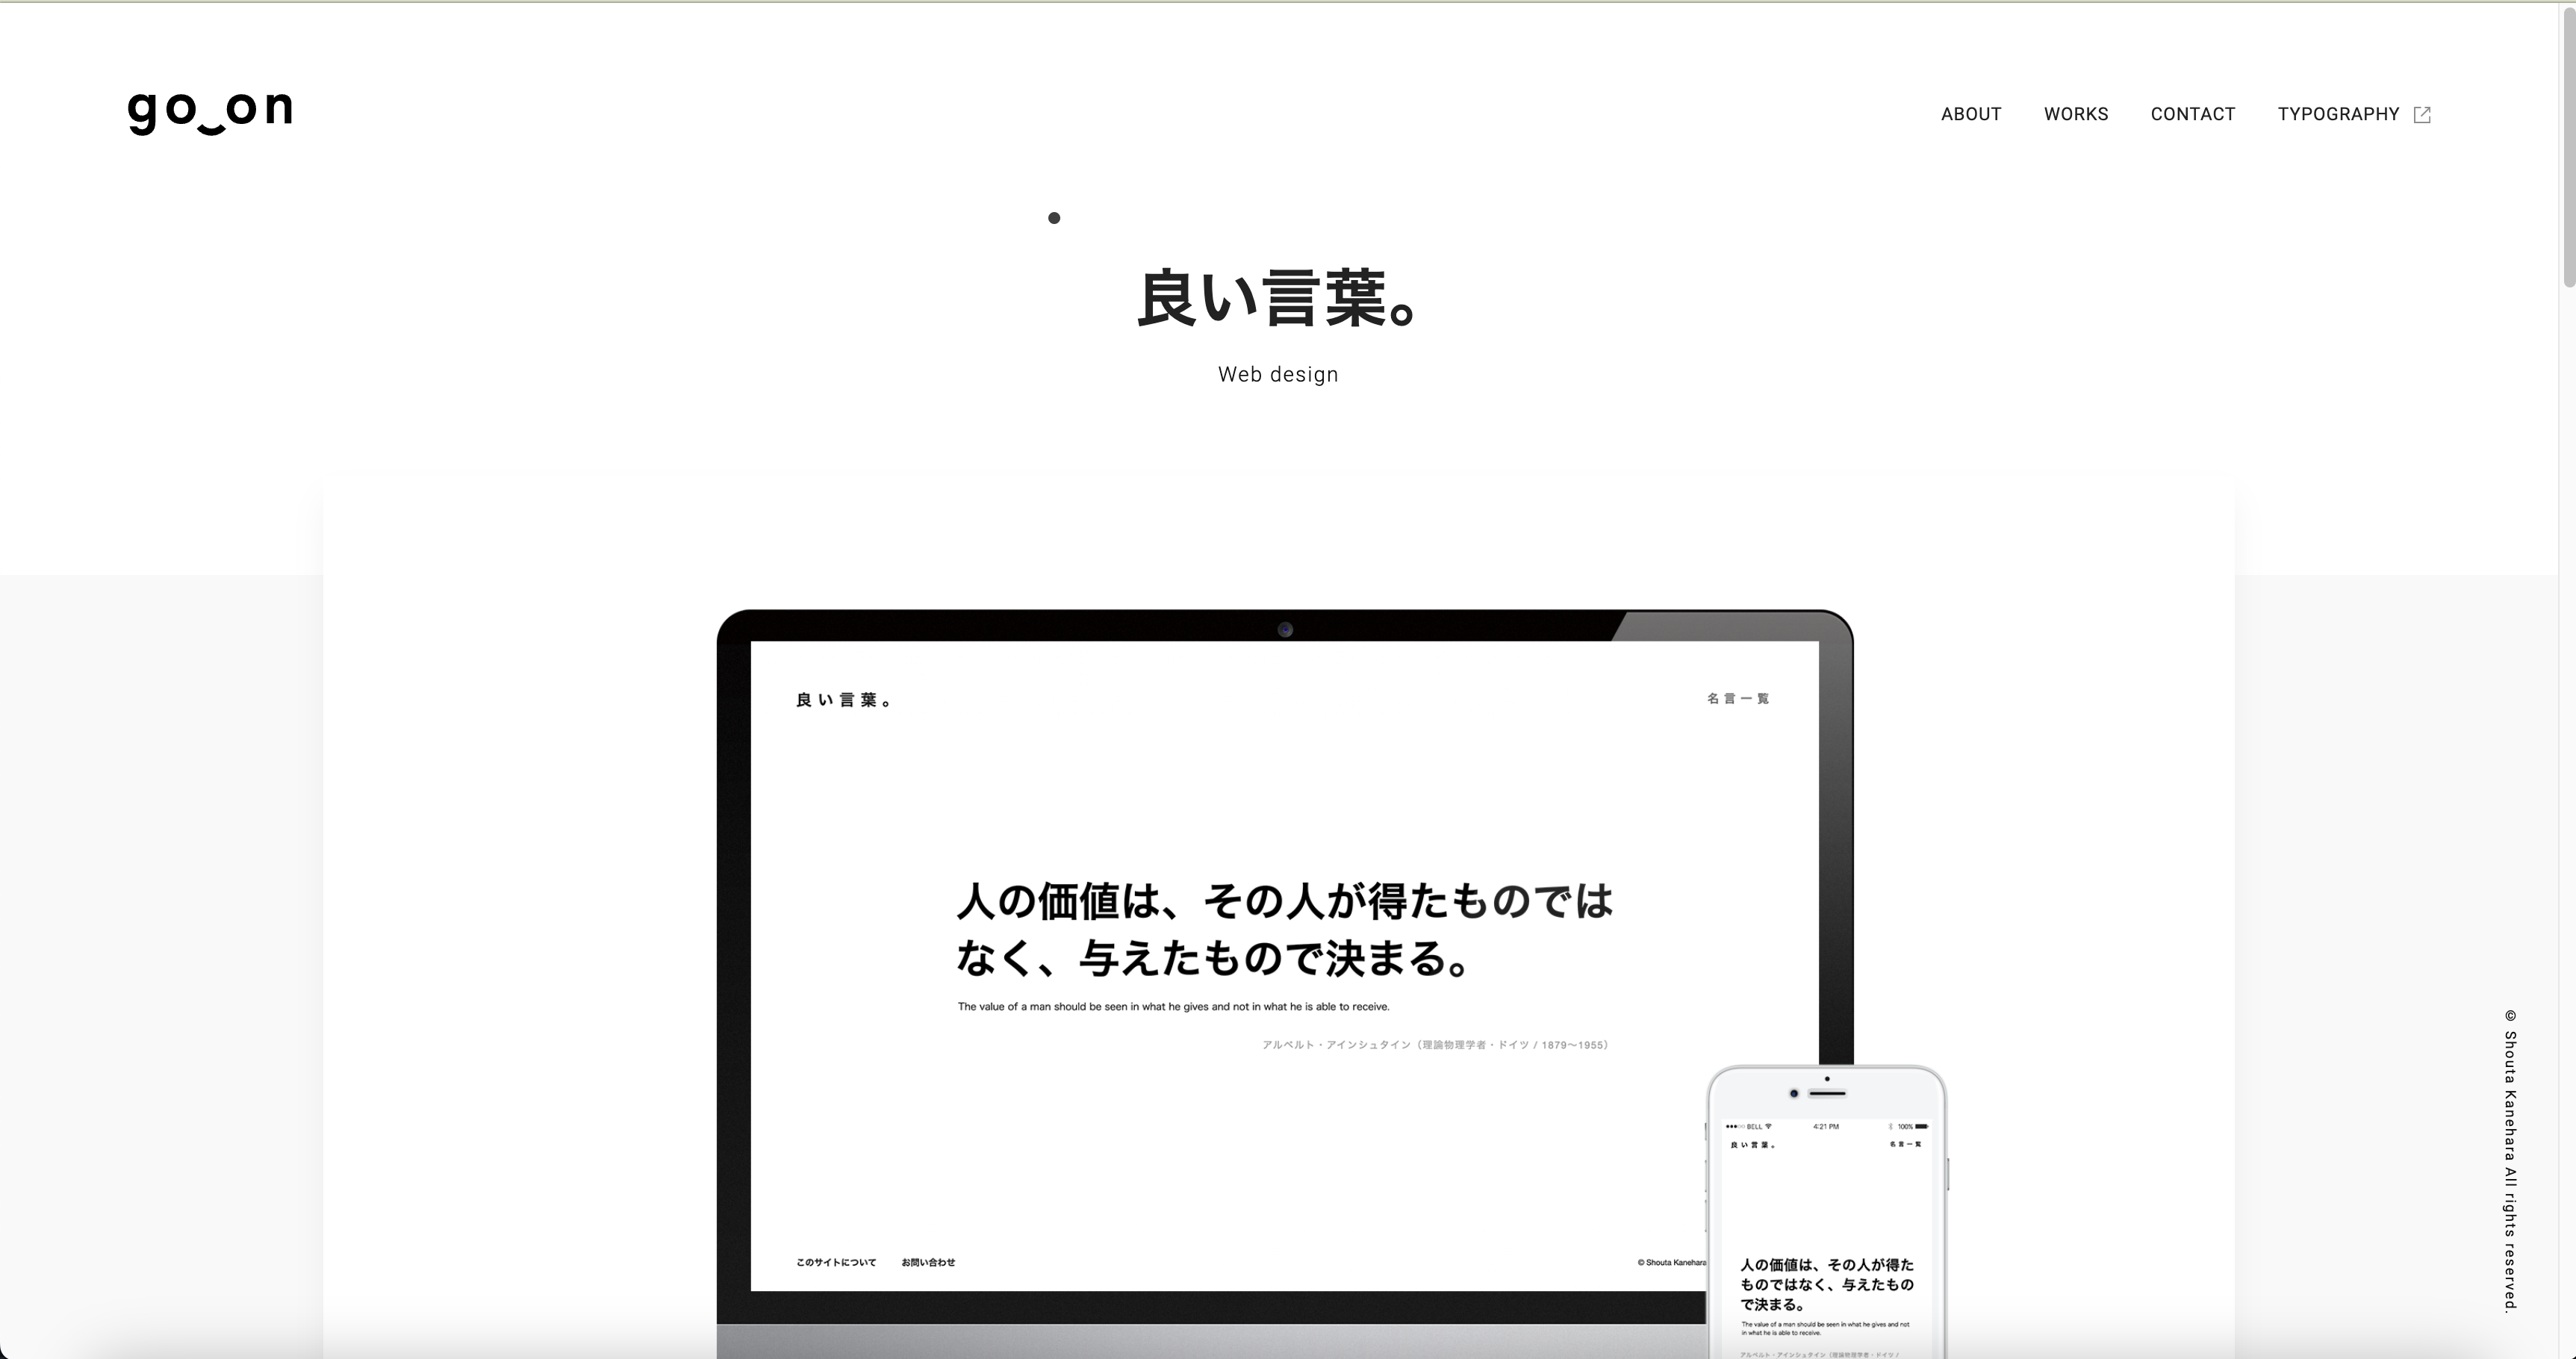 go_on
ABOUT WORKS CONTACT TYPOGRAPHY
良い言葉。
Web design
良い言葉。
名言一覧
人の価値は、その人が得たものでは
なく、与えたもので決まる。
The value of a man should be seen in what he gives and not in what he is able to receive.
アルベルト・アインシュタイン（理論物理学者・ドイツ / 1879〜1955）
このサイトについて お問い合わせ
© Shouta Kanehara
BELL 4:21 PM 100%
良い言葉。 名言一覧
人の価値は、その人が得た
ものではなく、与えたもの
で決まる。
The value of a man should be seen in what he gives and not
in what he is able to receive.
アルベルト・アインシュタイン（理論物理学者・ドイツ /
© Shouta Kanehara All rights reserved.